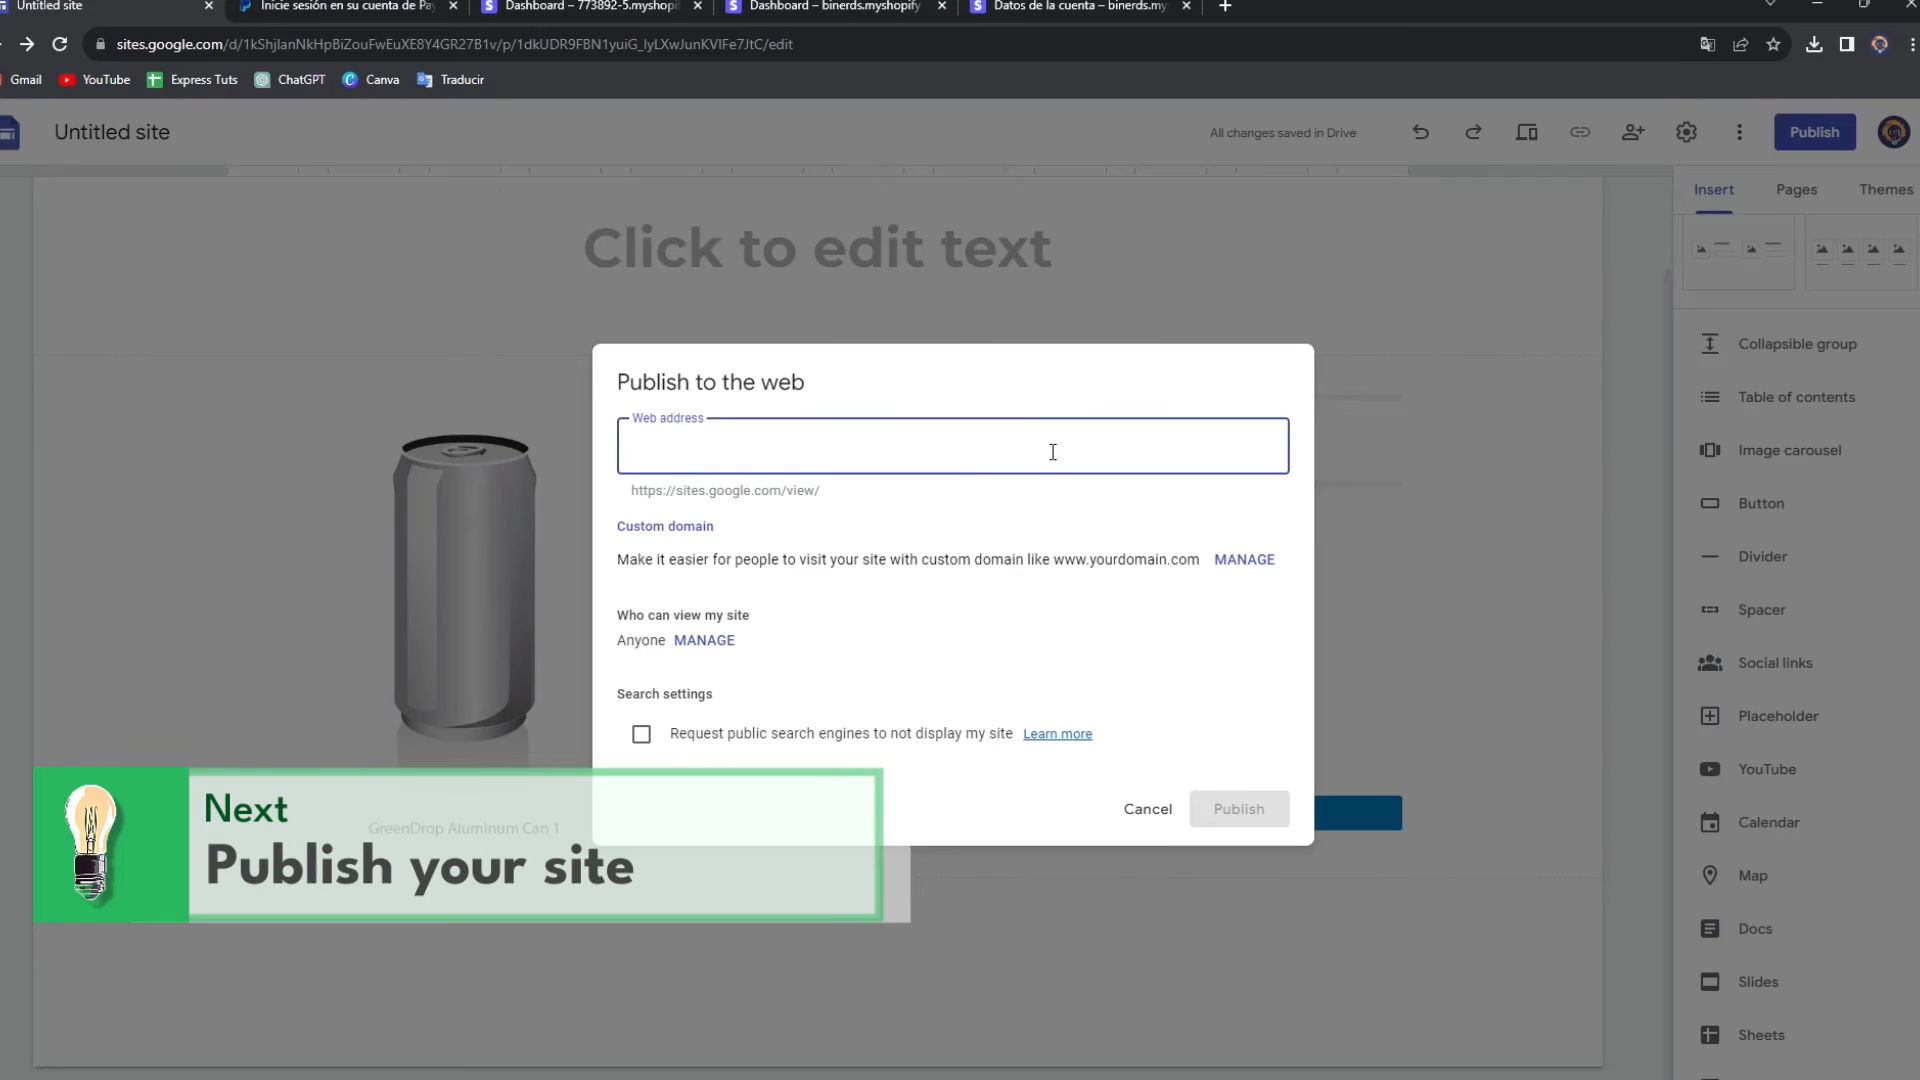 Untitled site
Inicie sesión en su cuenta de Pay
Dashboard – 773892-5.myshopif
Dashboard – binerds.myshopify
Datos de la cuenta – binerds.my
sites.google.com/d/1kShjlanNkHpBiZouFwEuXE8Y4GR27B1v/p/1dkUDR9FBN1yuiG_lyLXwJunKVIFe7JtC/edit
Gmail
YouTube
Express Tuts
ChatGPT
Canva
Traducir
Untitled site
All changes saved in Drive
Publish
Insert
Pages
Themes
Click to edit text
Publish to the web
Web address
https://sites.google.com/view/
Custom domain
Make it easier for people to visit your site with custom domain like www.yourdomain.com MANAGE
Who can view my site
Anyone MANAGE
Search settings
Request public search engines to not display my site Learn more
Cancel
Publish
Collapsible group
Table of contents
Image carousel
Button
Divider
Spacer
Social links
Placeholder
YouTube
Calendar
Map
Docs
Slides
Sheets
Next
GreenDrop Aluminum Can 1
Publish your site